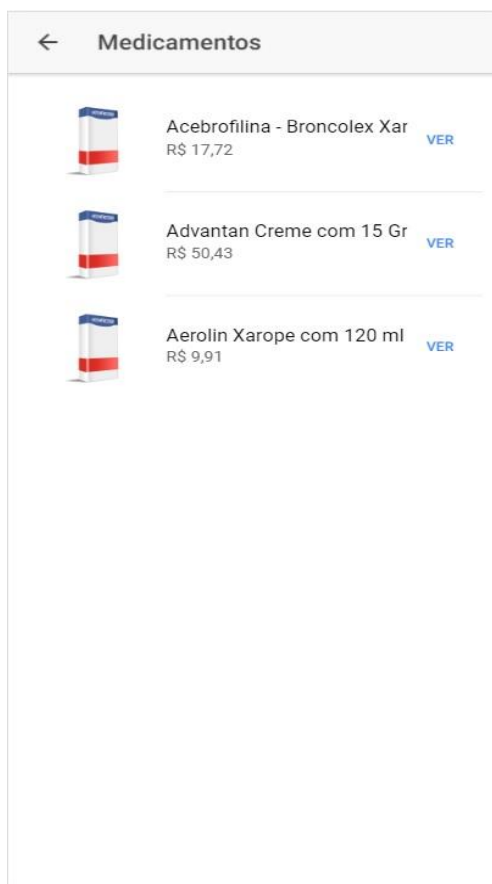 Medicamentos
Acebrofilina - Broncolex Xar
R$ 17,72
VER
Advantan Creme com 15 Gr
R$ 50,43
VER
Aerolin Xarope com 120 ml
R$ 9,91
VER